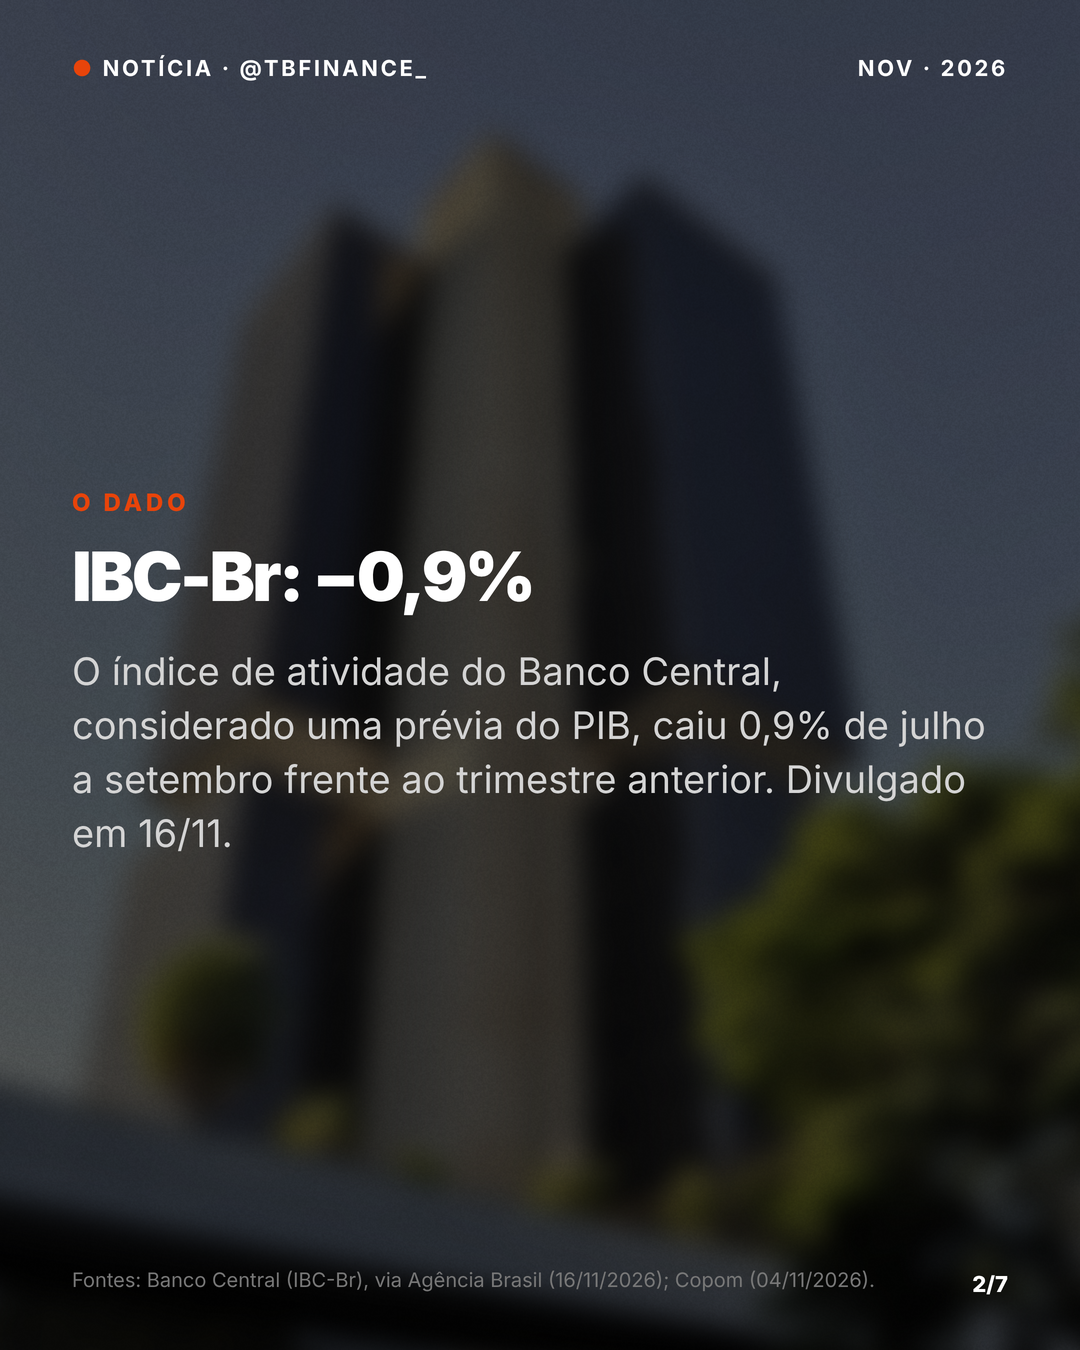 NOTÍCIA · @TBFINANCE_
NOV · 2026
O DADO
IBC-Br: −0,9%
O índice de atividade do Banco Central,
considerado uma prévia do PIB, caiu 0,9% de julho
a setembro frente ao trimestre anterior. Divulgado
em 16/11.
Fontes: Banco Central (IBC-Br), via Agência Brasil (16/11/2026); Copom (04/11/2026).
2/7